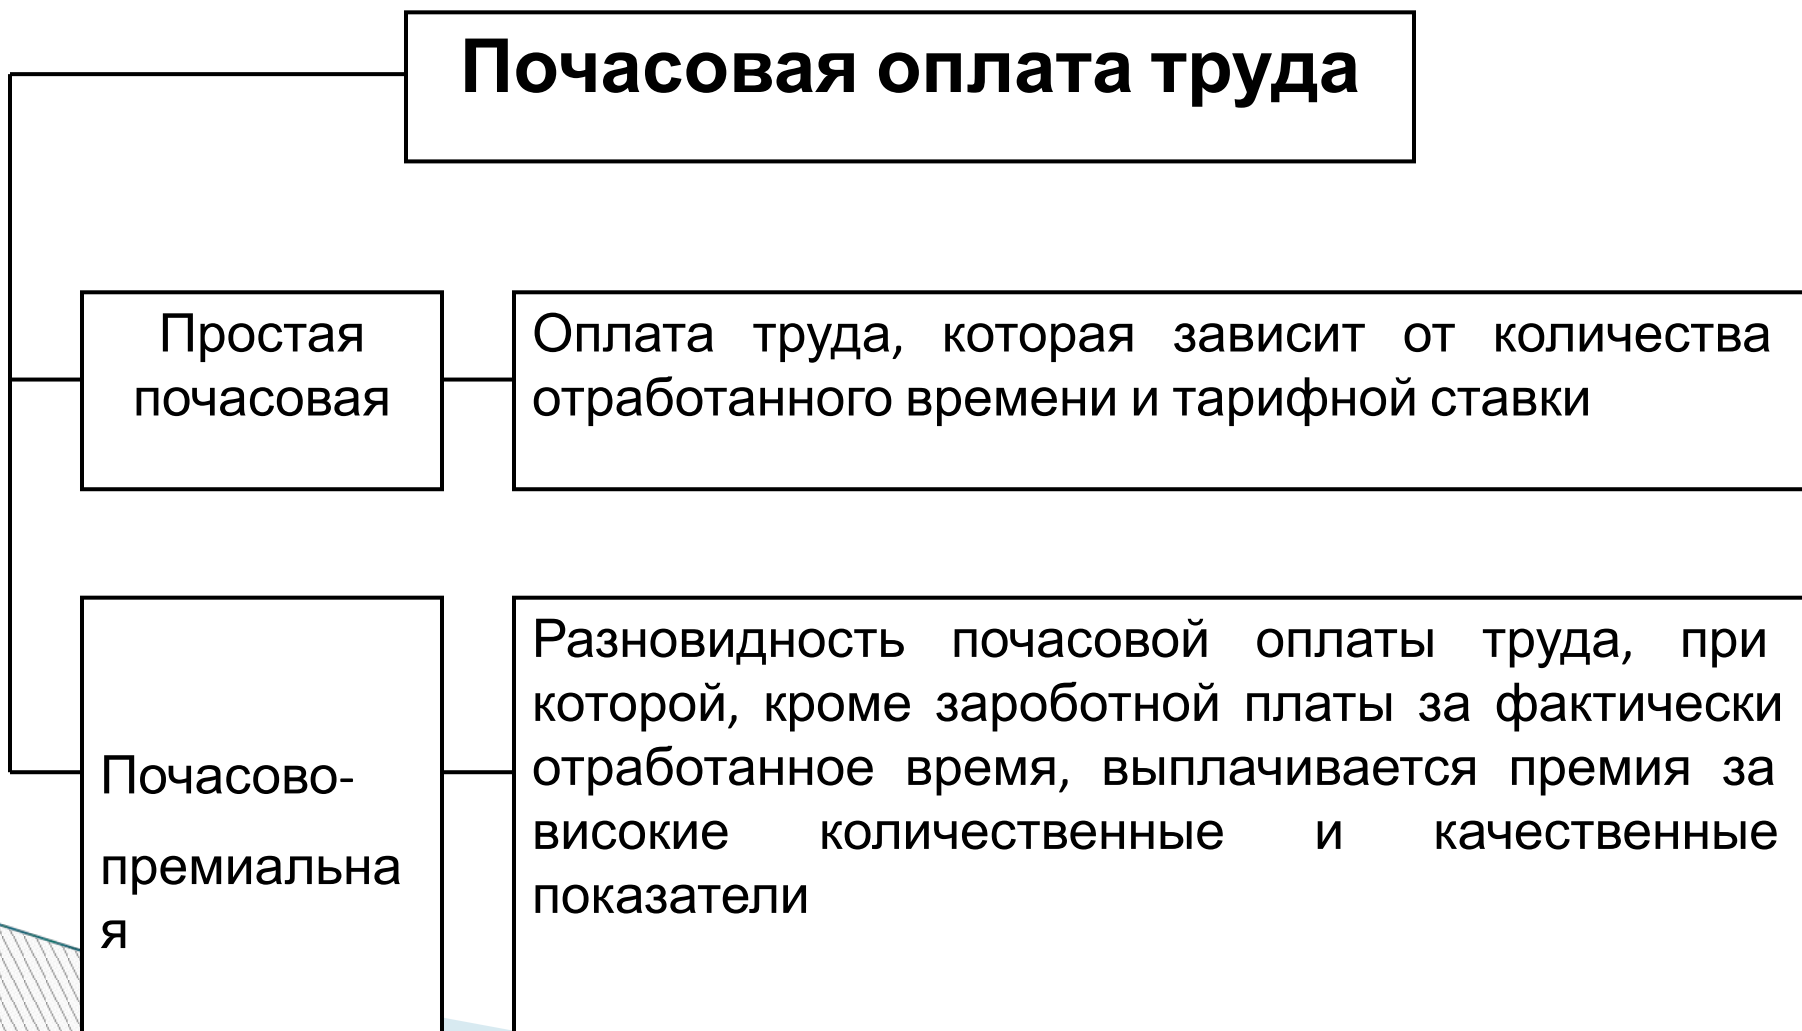 Почасовая оплата труда
Простая
почасовая
Оплата труда, которая зависит от количества
отработанного времени и тарифной ставки
Почасово-
премиальна
я
Разновидность почасовой оплаты труда, при
которой, кроме зароботной платы за фактически
отработанное время, выплачивается премия за
високие количественные и качественные
показатели